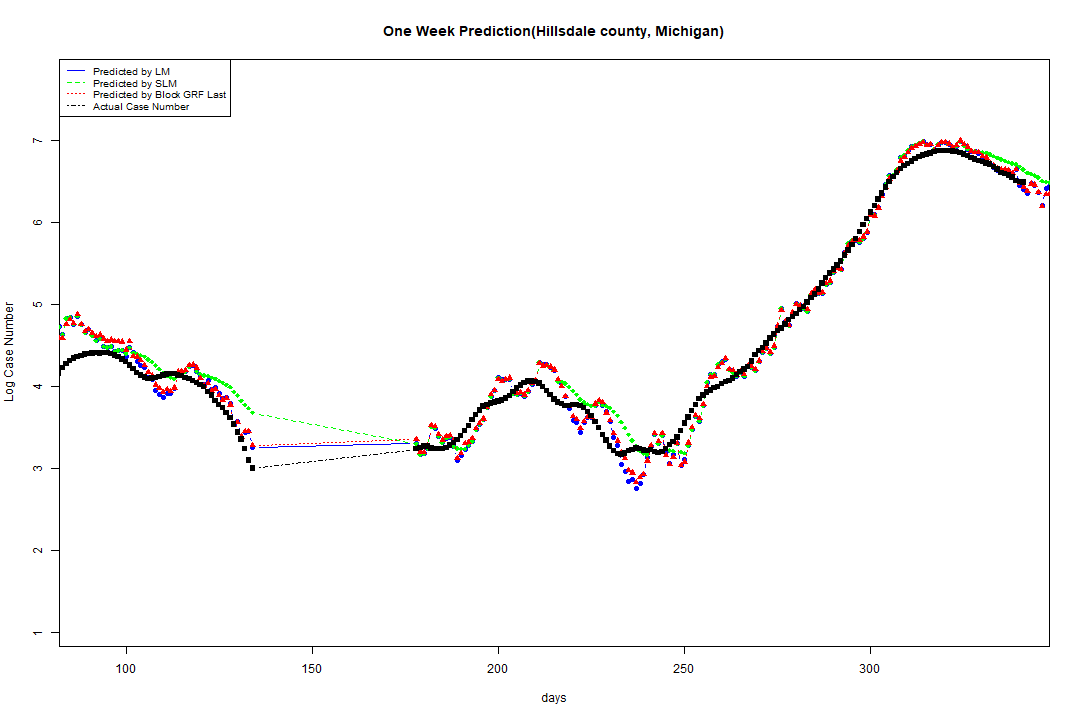 One Week Prediction(Hillsdale county, Michigan)
Predicted by LM
Predicted by SLM
Predicted by Block GRF Last
Actual Case Number
7
6
5
4
3
2
1
Log Case Number
100 150 200 250 300
days